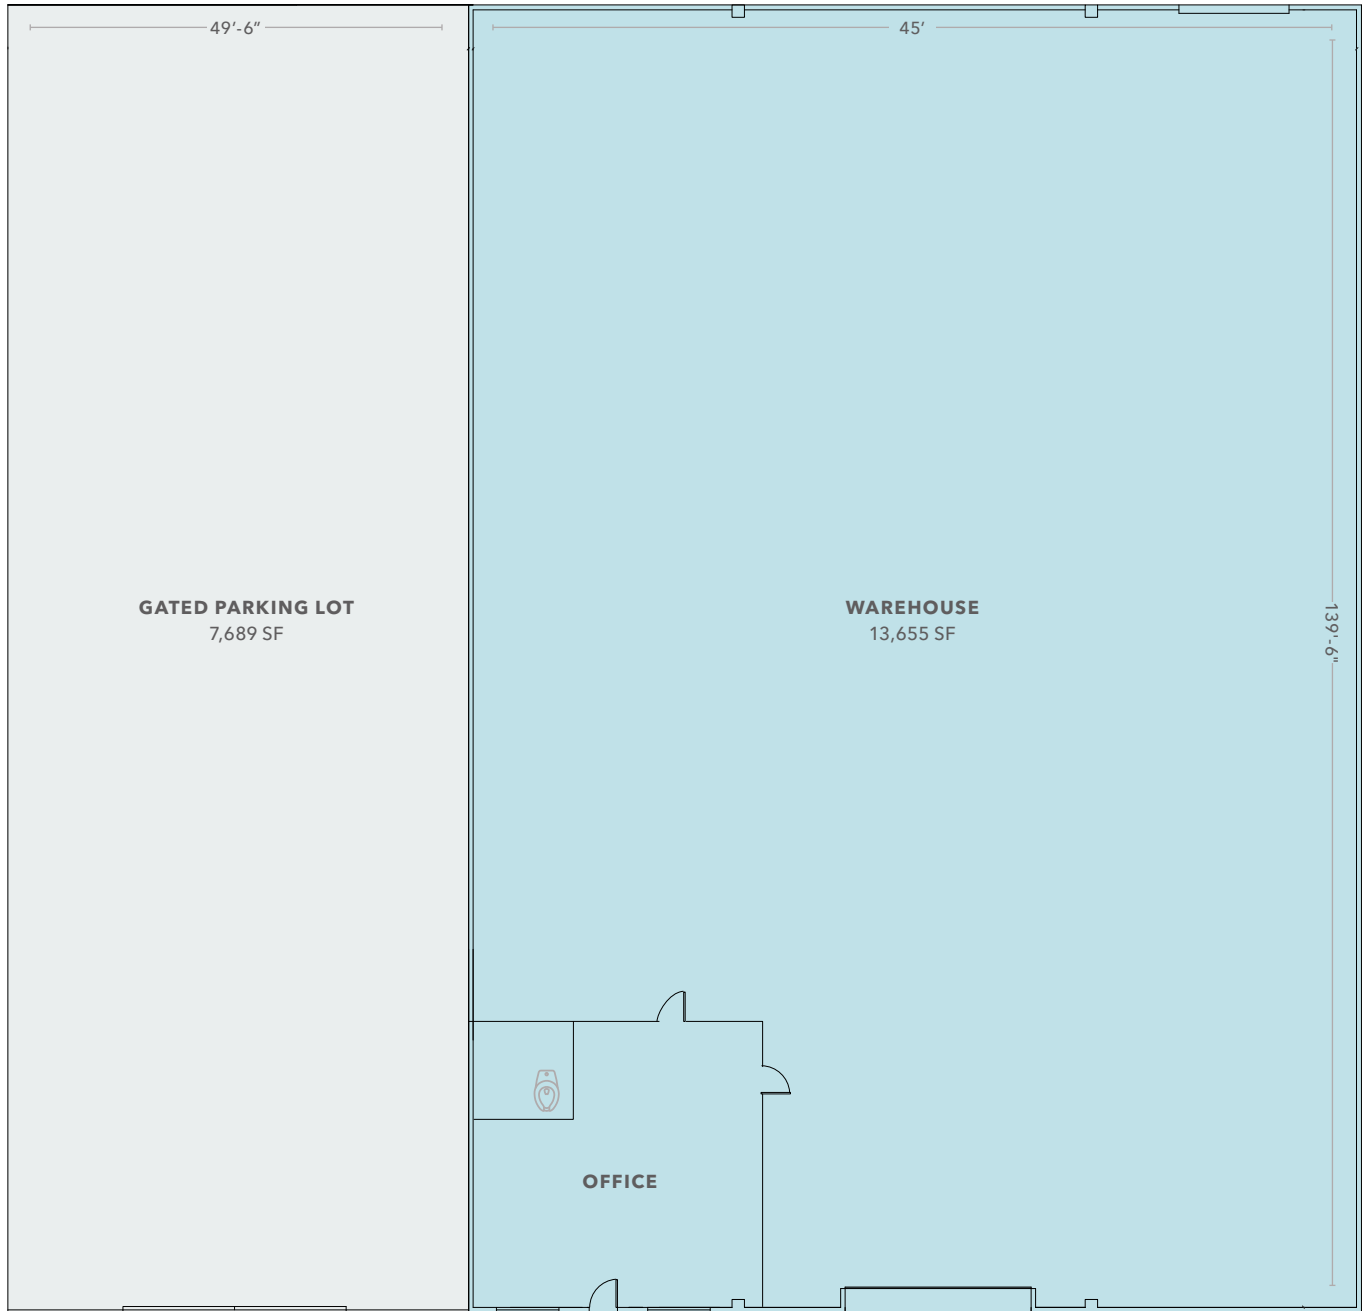 49'-6"
45'
GATED PARKING LOT
7,689 SF
WAREHOUSE
13,655 SF
139'-6"
OFFICE